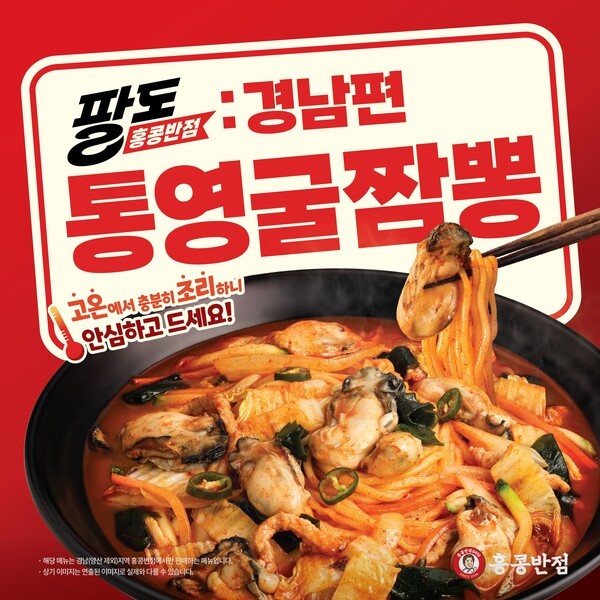 팔도
홍콩반점
:경남편
통영굴짬뽕
고온에서 충분히 조리하니
안심하고 드세요!
· 해당 메뉴는 경남(양산 제외)지역 홍콩반점에서만 판매하는 메뉴입니다.
· 상기 이미지는 연출된 이미지로 실제와 다를 수 있습니다.
홍콩반점